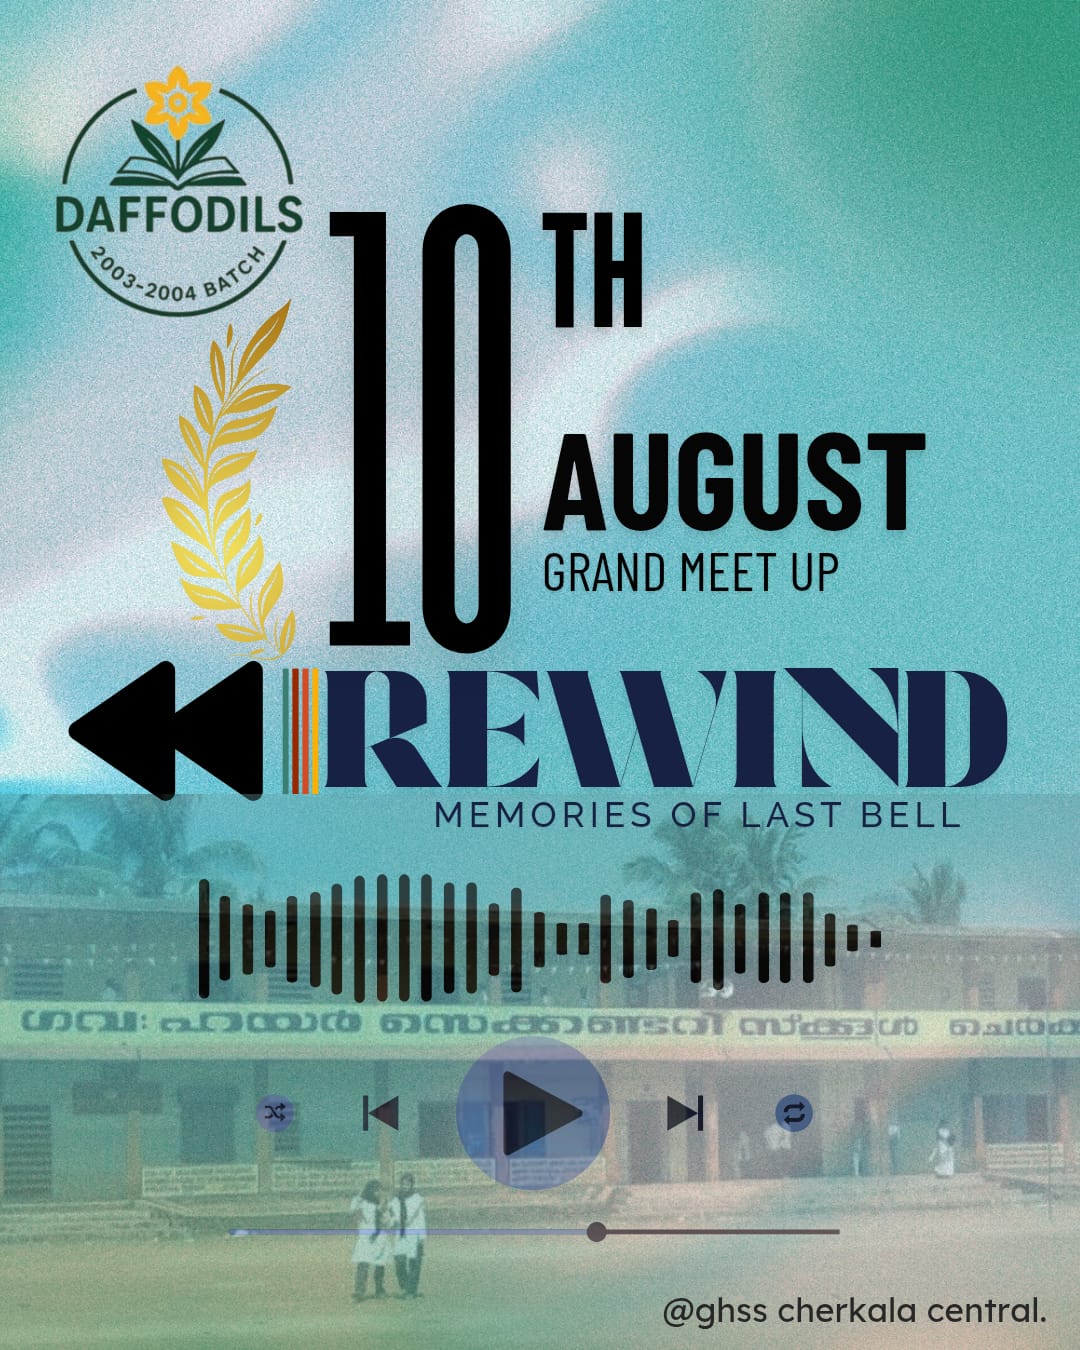 DAFFODILS
2003-2004 BATCH
10TH
AUGUST
GRAND MEET UP
REWIND
MEMORIES OF LAST BELL
ഗവ: ഹയർ സെക്കണ്ടറി സ്ക്കൂൾ
@ghss cherkala central.